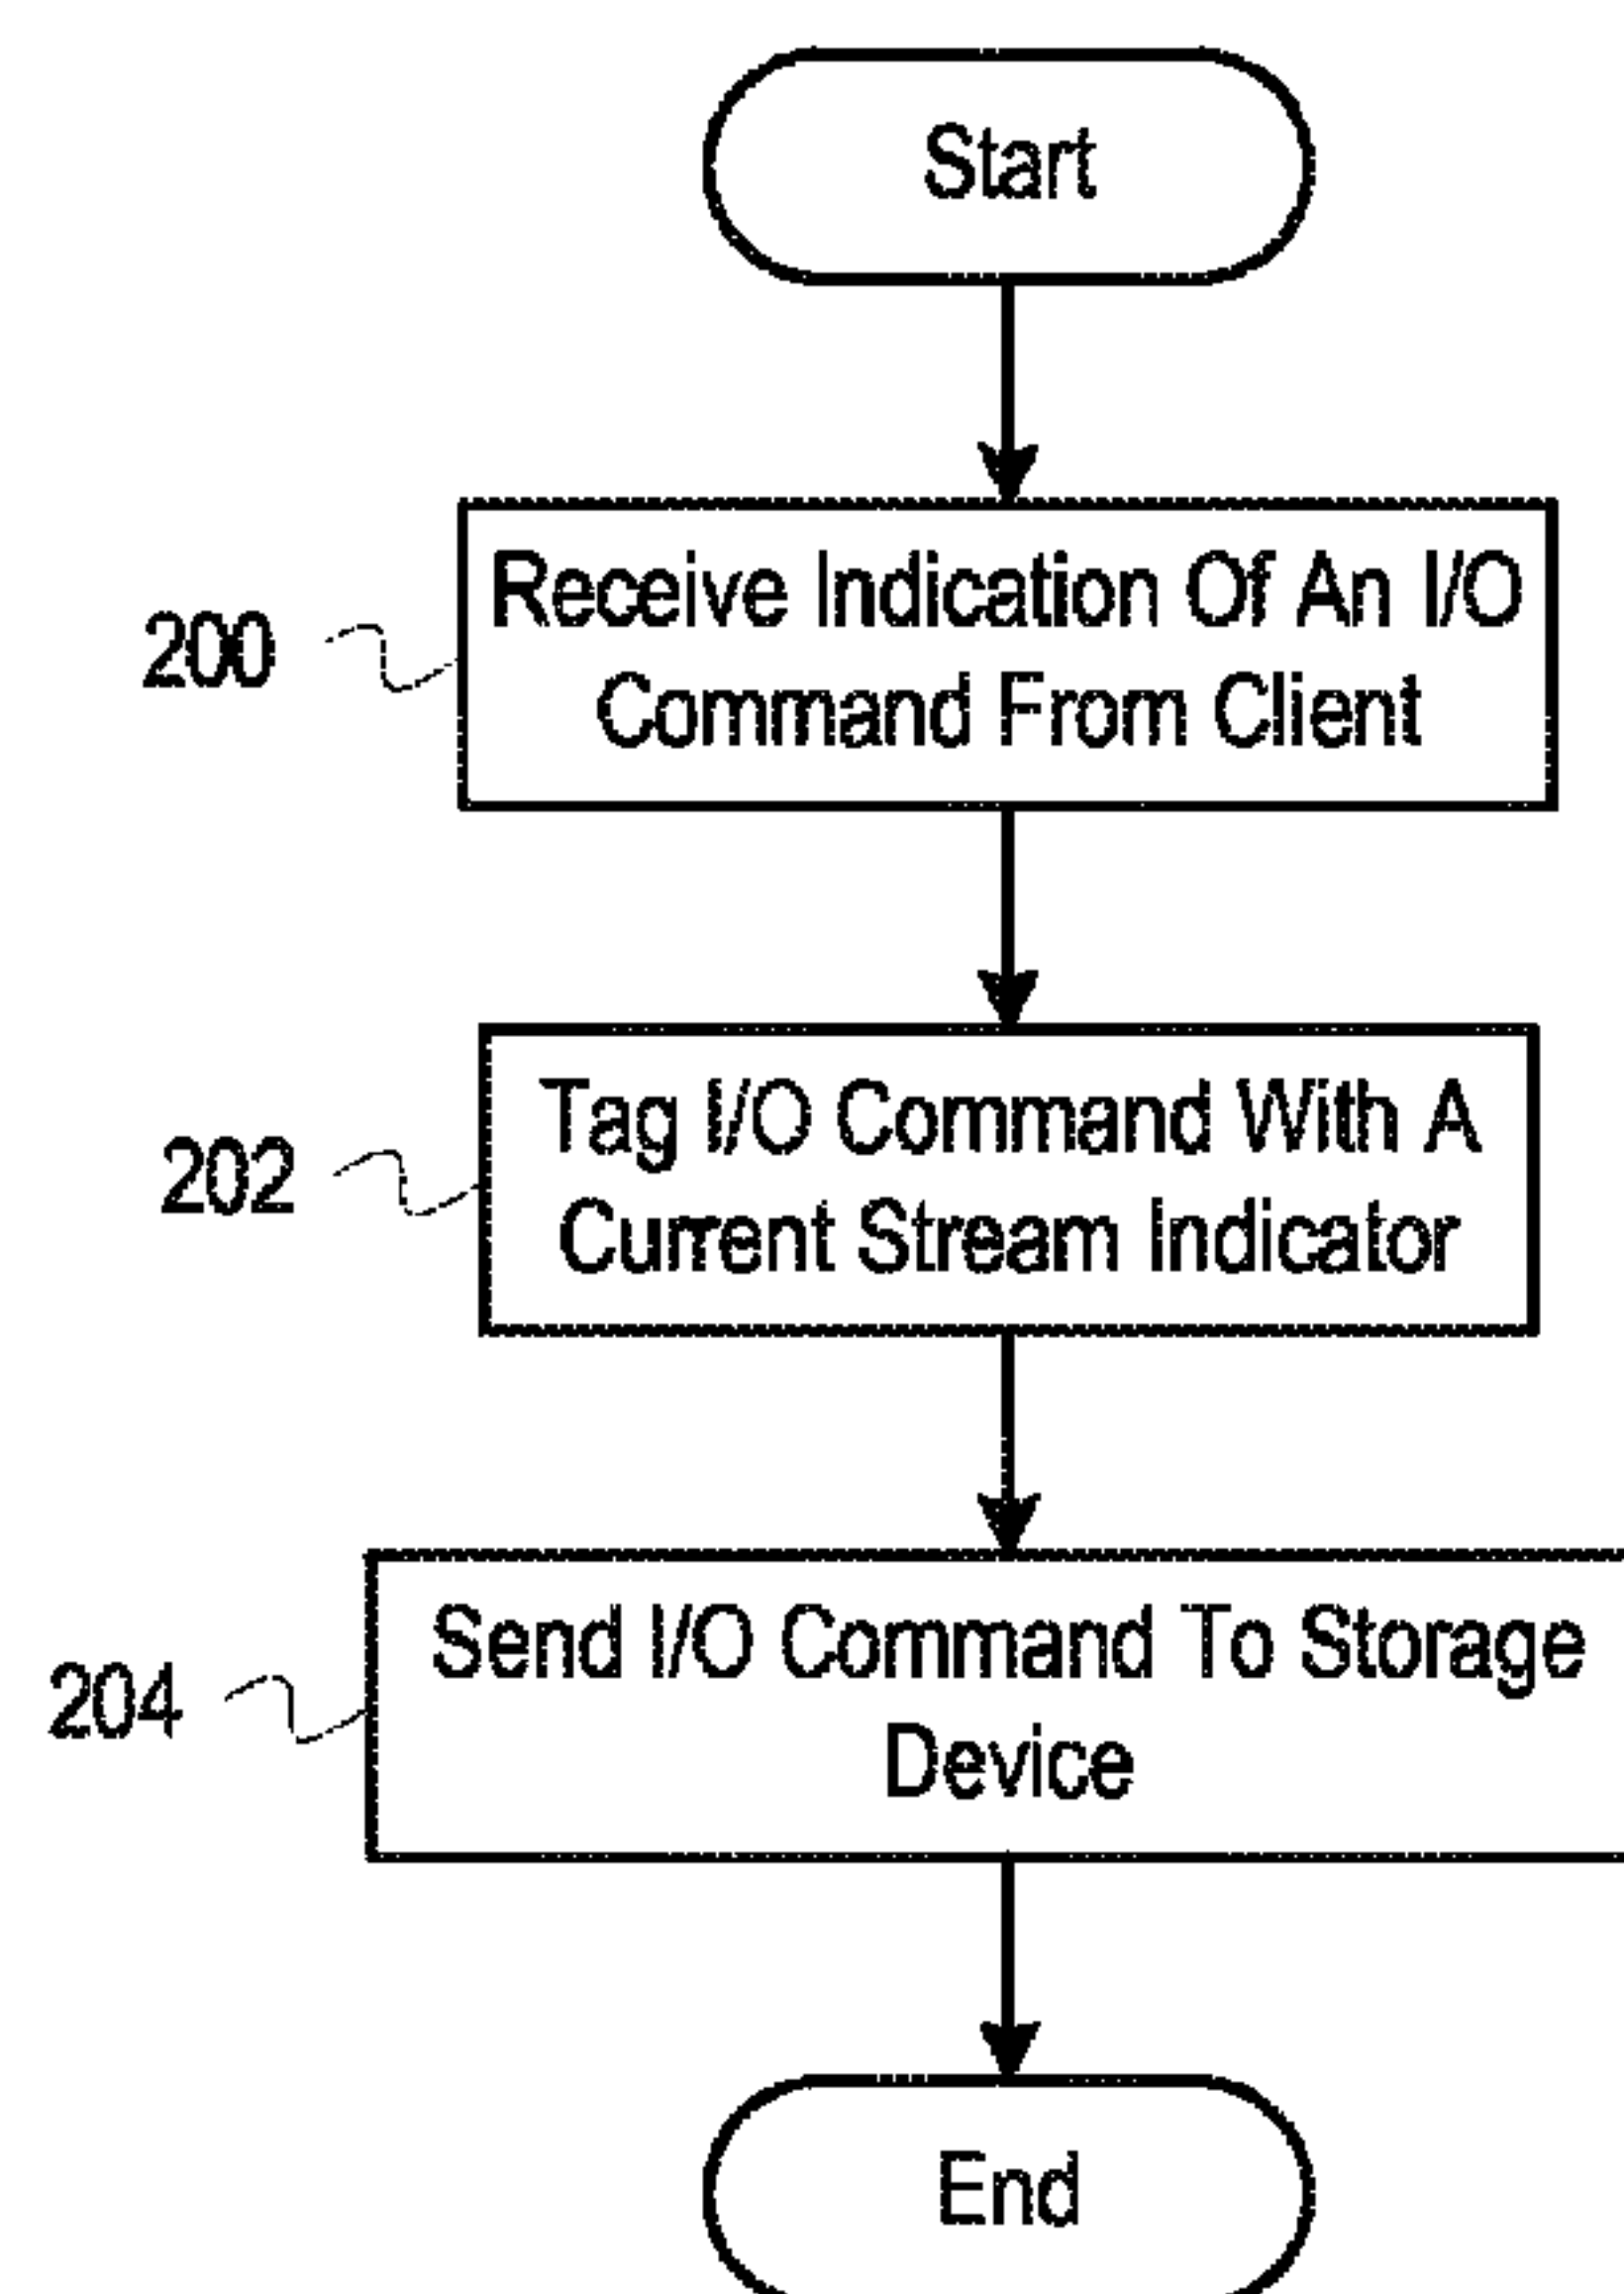 Start
200
Receive Indication Of An I/O
Command From Client
202
Tag I/O Command With A
Current Stream Indicator
204
Send I/O Command To Storage
Device
End